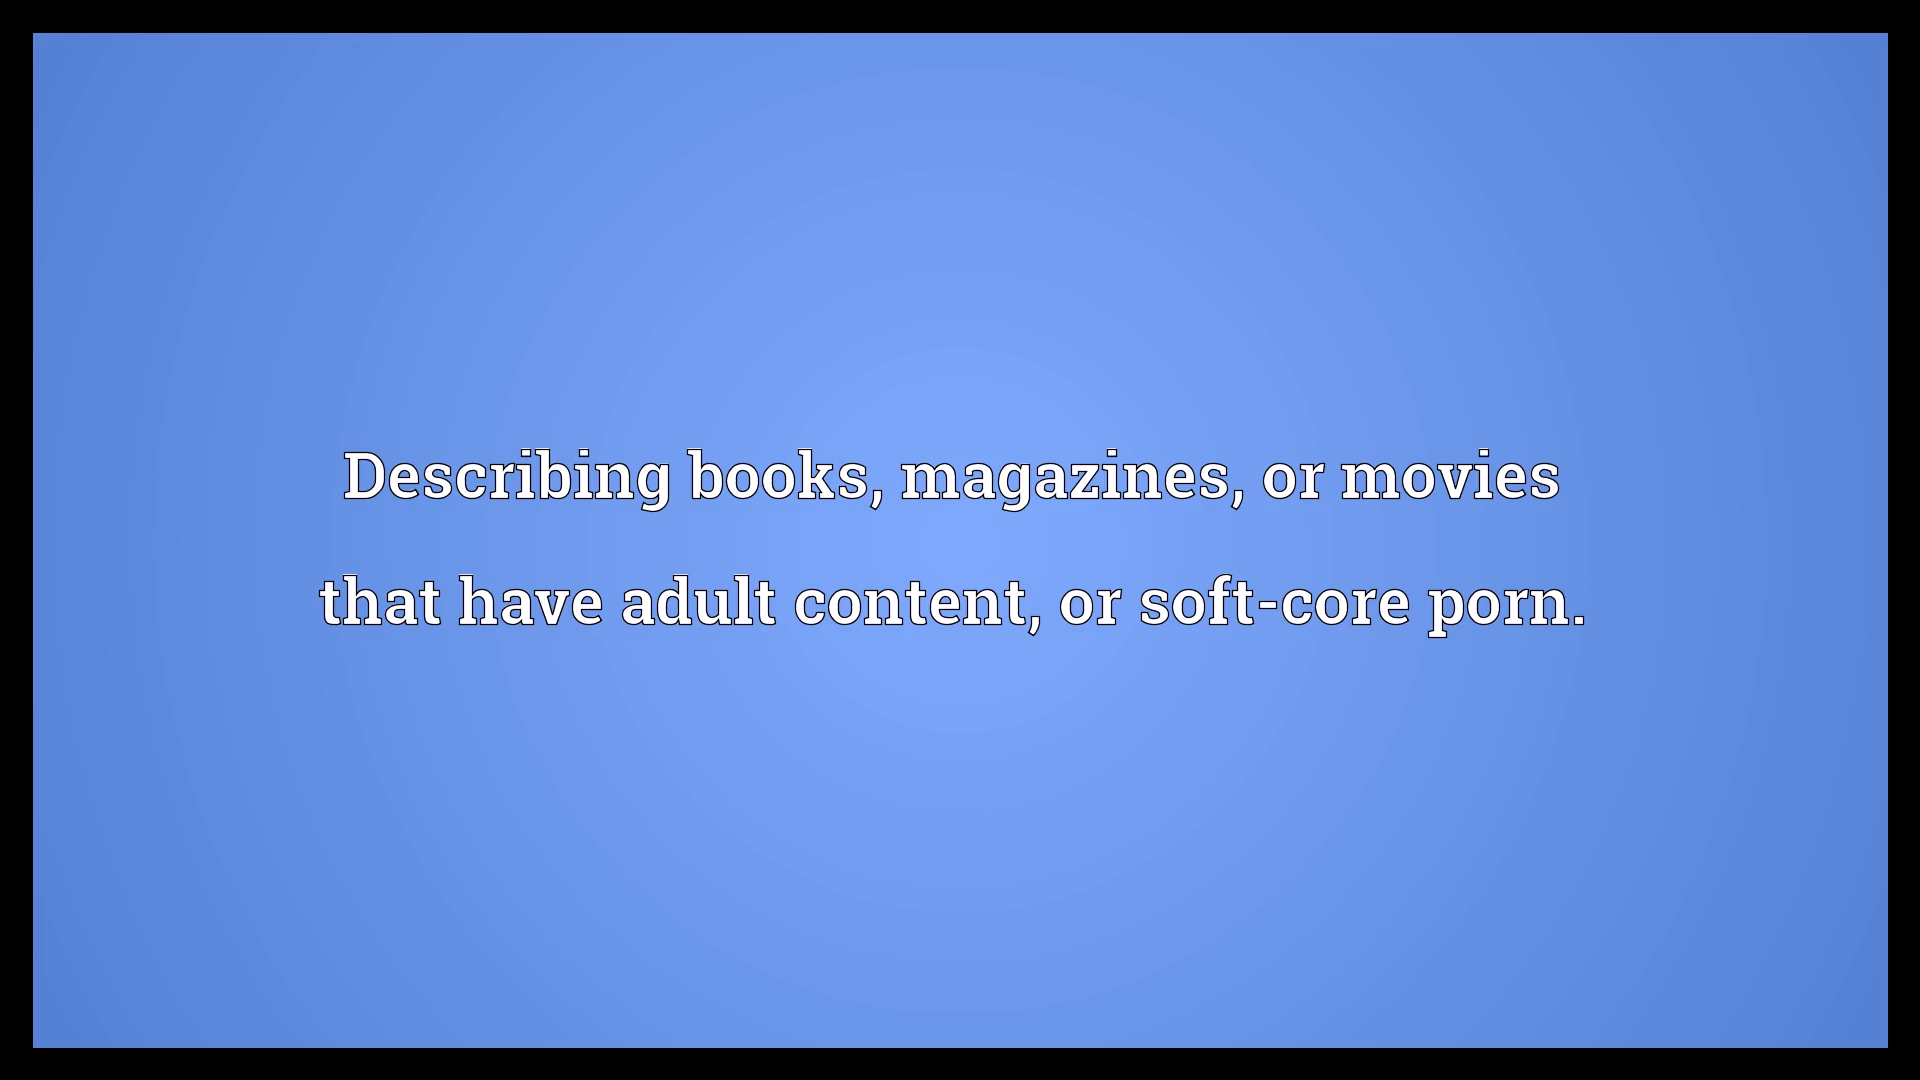 Describing books, magazines, or movies
that have adult content, or soft-core porn.